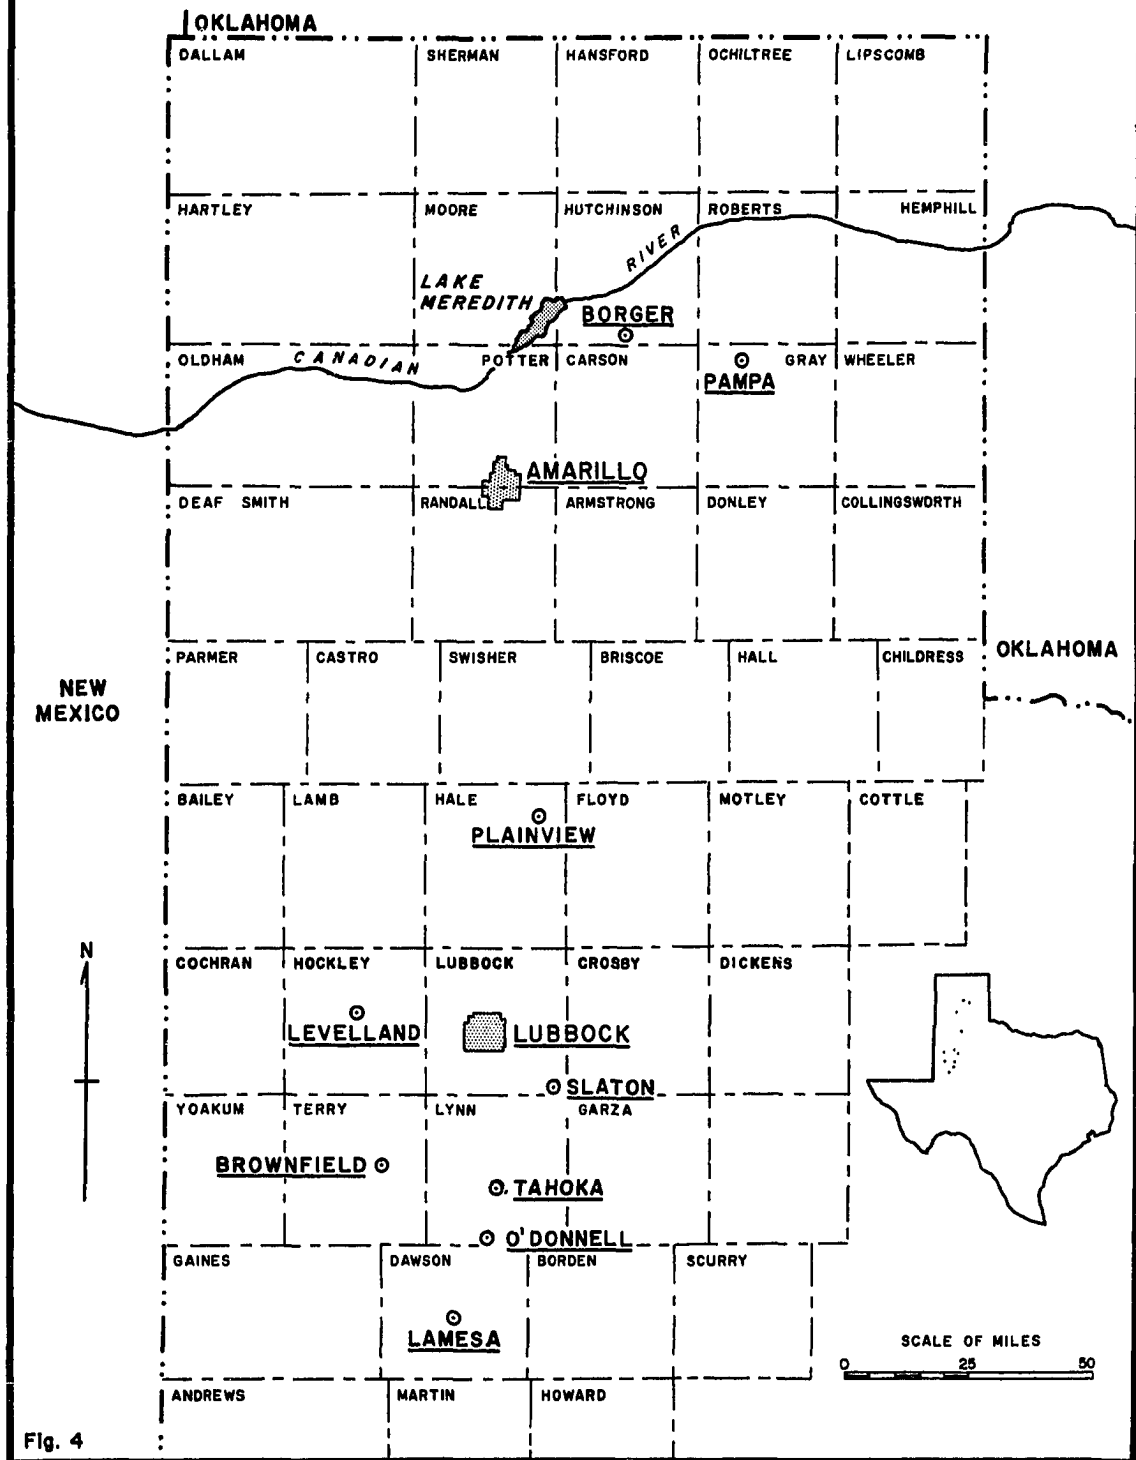 OKLAHOMA
DALLAM SHERMAN HANSFORD OCHILTREE LIPSCOMB
HARTLEY MOORE HUTCHINSON ROBERTS HEMPHILL
RIVER
LAKE
MEREDITH
BORGER
OLDHAM CANADIAN POTTER CARSON GRAY WHEELER
PAMPA
AMARILLO
DEAF SMITH RANDALL ARMSTRONG DONLEY COLLINGSWORTH
PARMER CASTRO SWISHER BRISCOE HALL CHILDRESS
OKLAHOMA
NEW
MEXICO
BAILEY LAMB HALE FLOYD MOTLEY COTTLE
PLAINVIEW
N
COCHRAN HOCKLEY LUBBOCK CROSBY DICKENS
LEVELLAND LUBBOCK
SLATON
YOAKUM TERRY LYNN GARZA
BROWNFIELD
TAHOKA
O'DONNELL
GAINES DAWSON BORDEN SCURRY
LAMESA
SCALE OF MILES
0 25 50
ANDREWS MARTIN HOWARD
Fig. 4